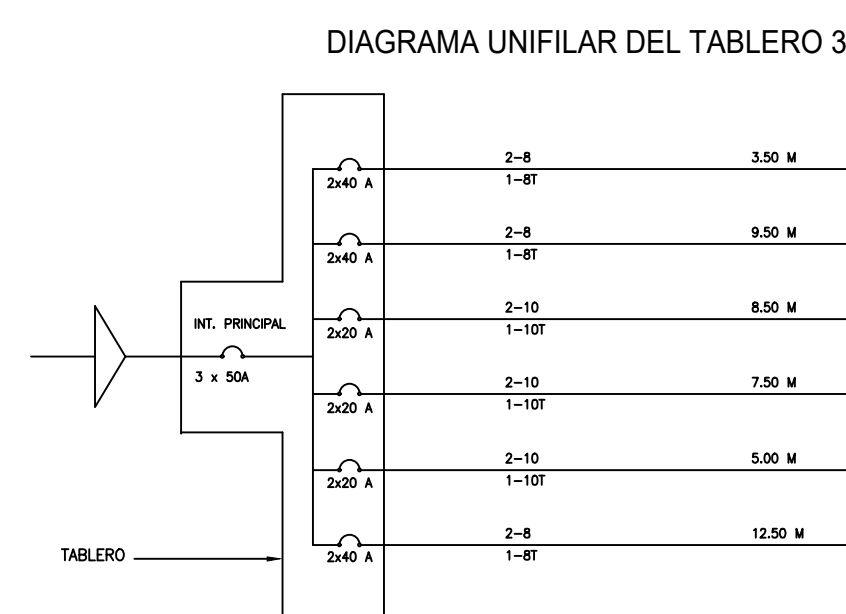 DIAGRAMA UNIFILAR DEL TABLERO 3
2-8 3.50 M
2x40 A 1-8T
2-8 9.50 M
2x40 A 1-8T
2-10 8.50 M
INT. PRINCIPAL
2x20 A 1-10T
3 x 50A
2-10 7.50 M
2x20 A 1-10T
2-10 5.00 M
2x20 A 1-10T
2-8 12.50 M
TABLERO
2x40 A 1-8T